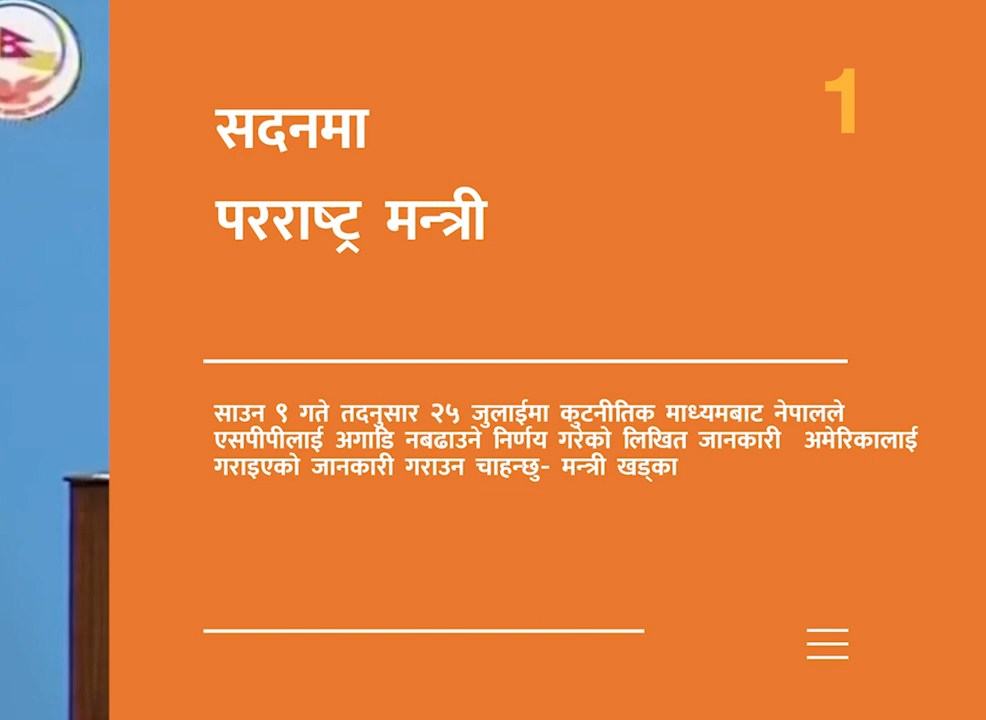 1
सदनमा
परराष्ट्र मन्त्री
साउन ९ गते तदनुसार २५ जुलाईमा कुटनीतिक माध्यमबाट नेपालले
एसपीपीलाई अगाडि नबढाउने निर्णय गरेको लिखित जानकारी अमेरिकालाई
गराइएको जानकारी गराउन चाहन्छु- मन्त्री खड्का